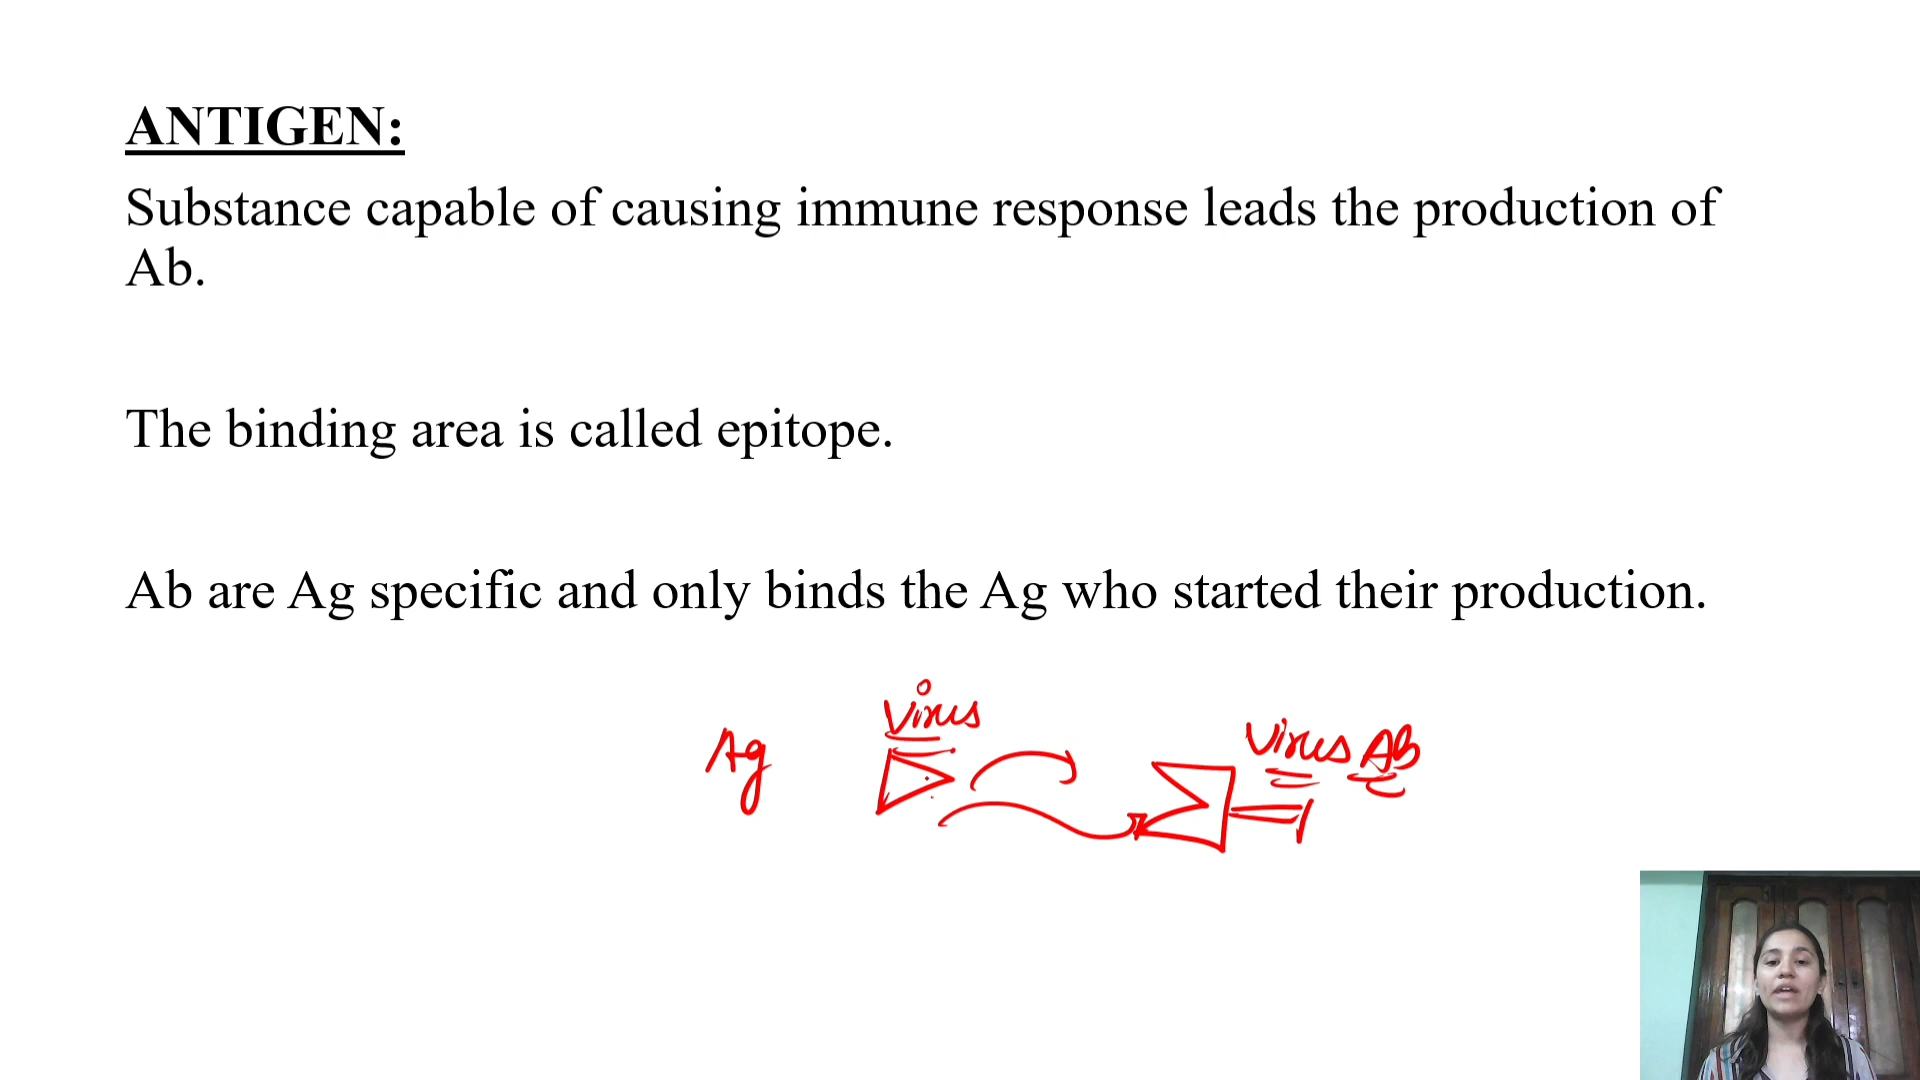 ANTIGEN:
Substance capable of causing immune response leads the production of
Ab.
The binding area is called epitope.
Ab are Ag specific and only binds the Ag who started their production.
Virus
Ag
Virus Ab